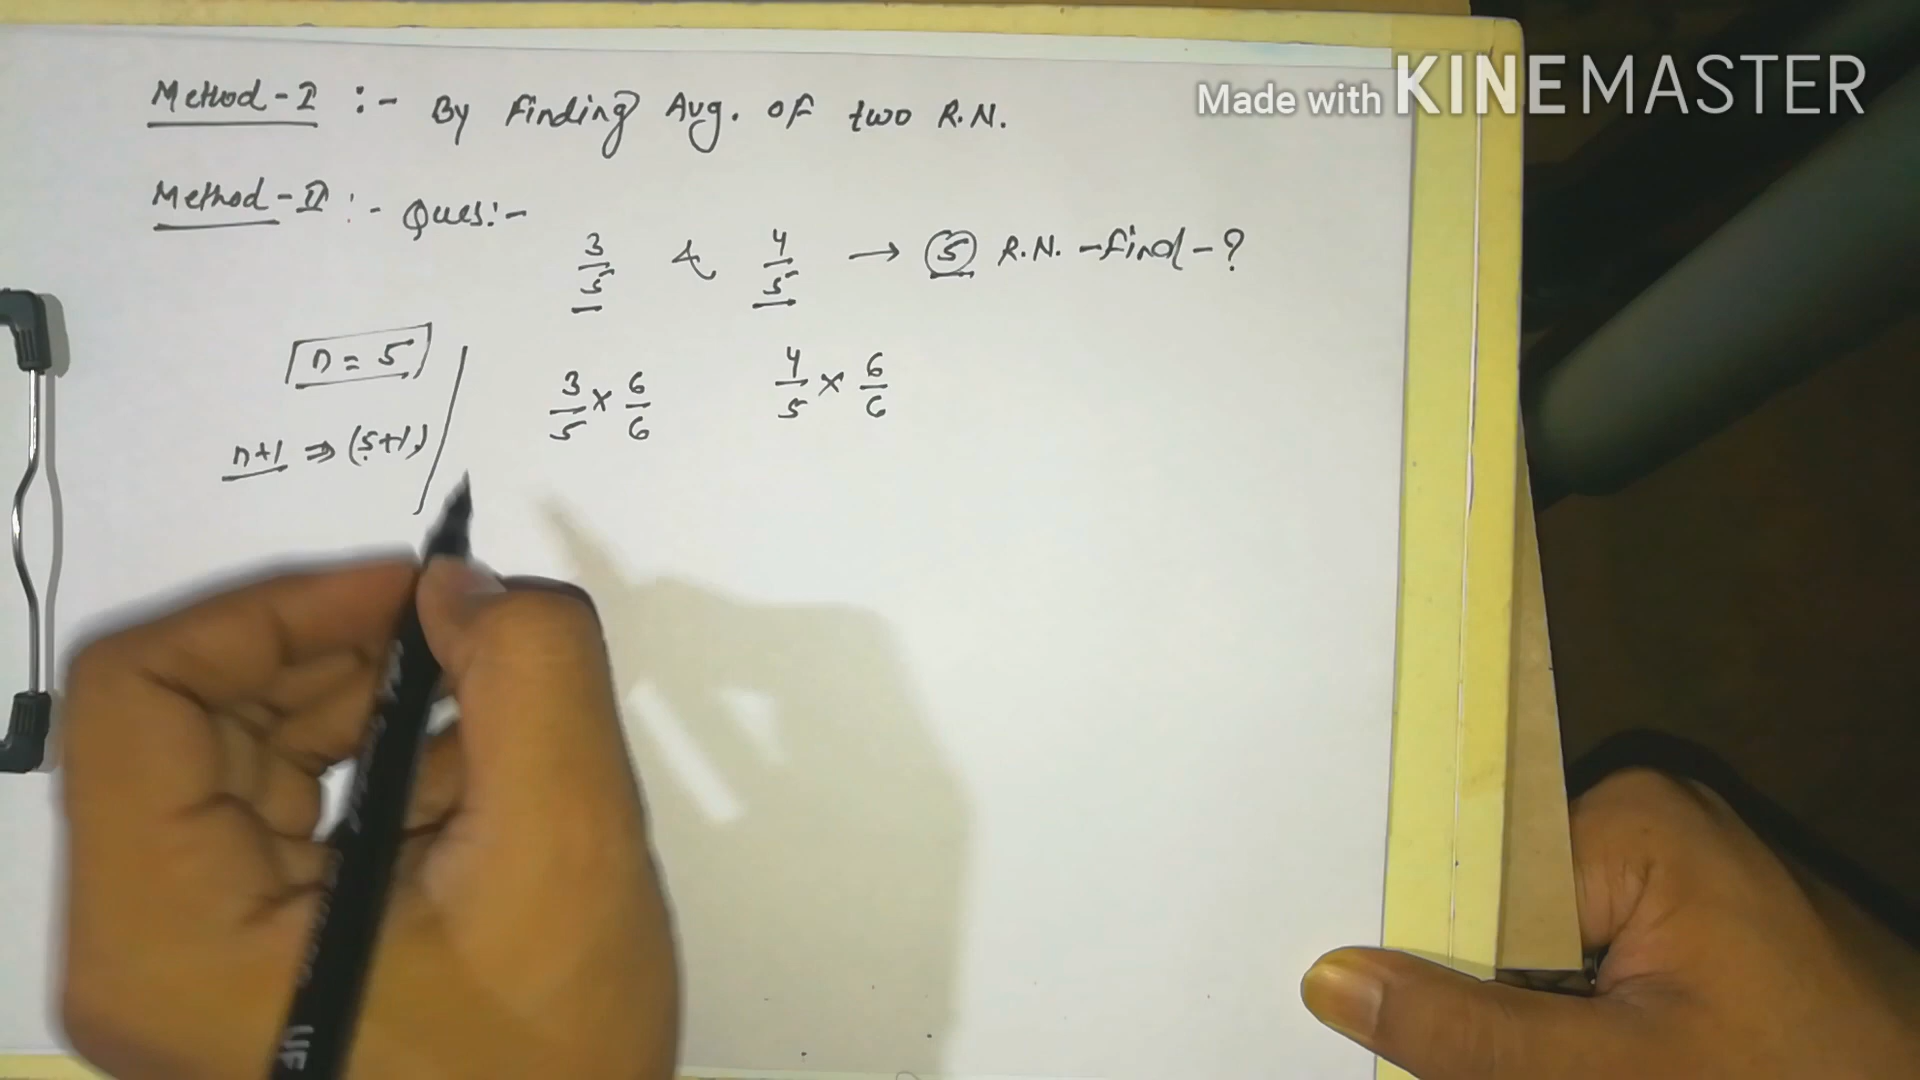 Made with KINEMASTER
Method-I :- By Finding Avg. of two R.N.
Method-II :- Ques:-
3/5 & 4/5 → 5 R.N. -find-?
n = 5
3/5 × 6/6 4/5 × 6/6
n+1 ⇒ (5+1)